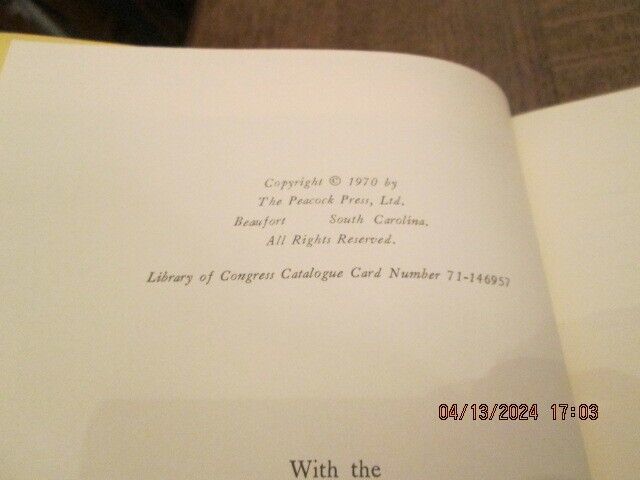 Copyright © 1970 by
The Peacock Press, Ltd.
Beaufort South Carolina.
All Rights Reserved.
Library of Congress Catalogue Card Number 71-146957
04/13/2024 17:03
With the